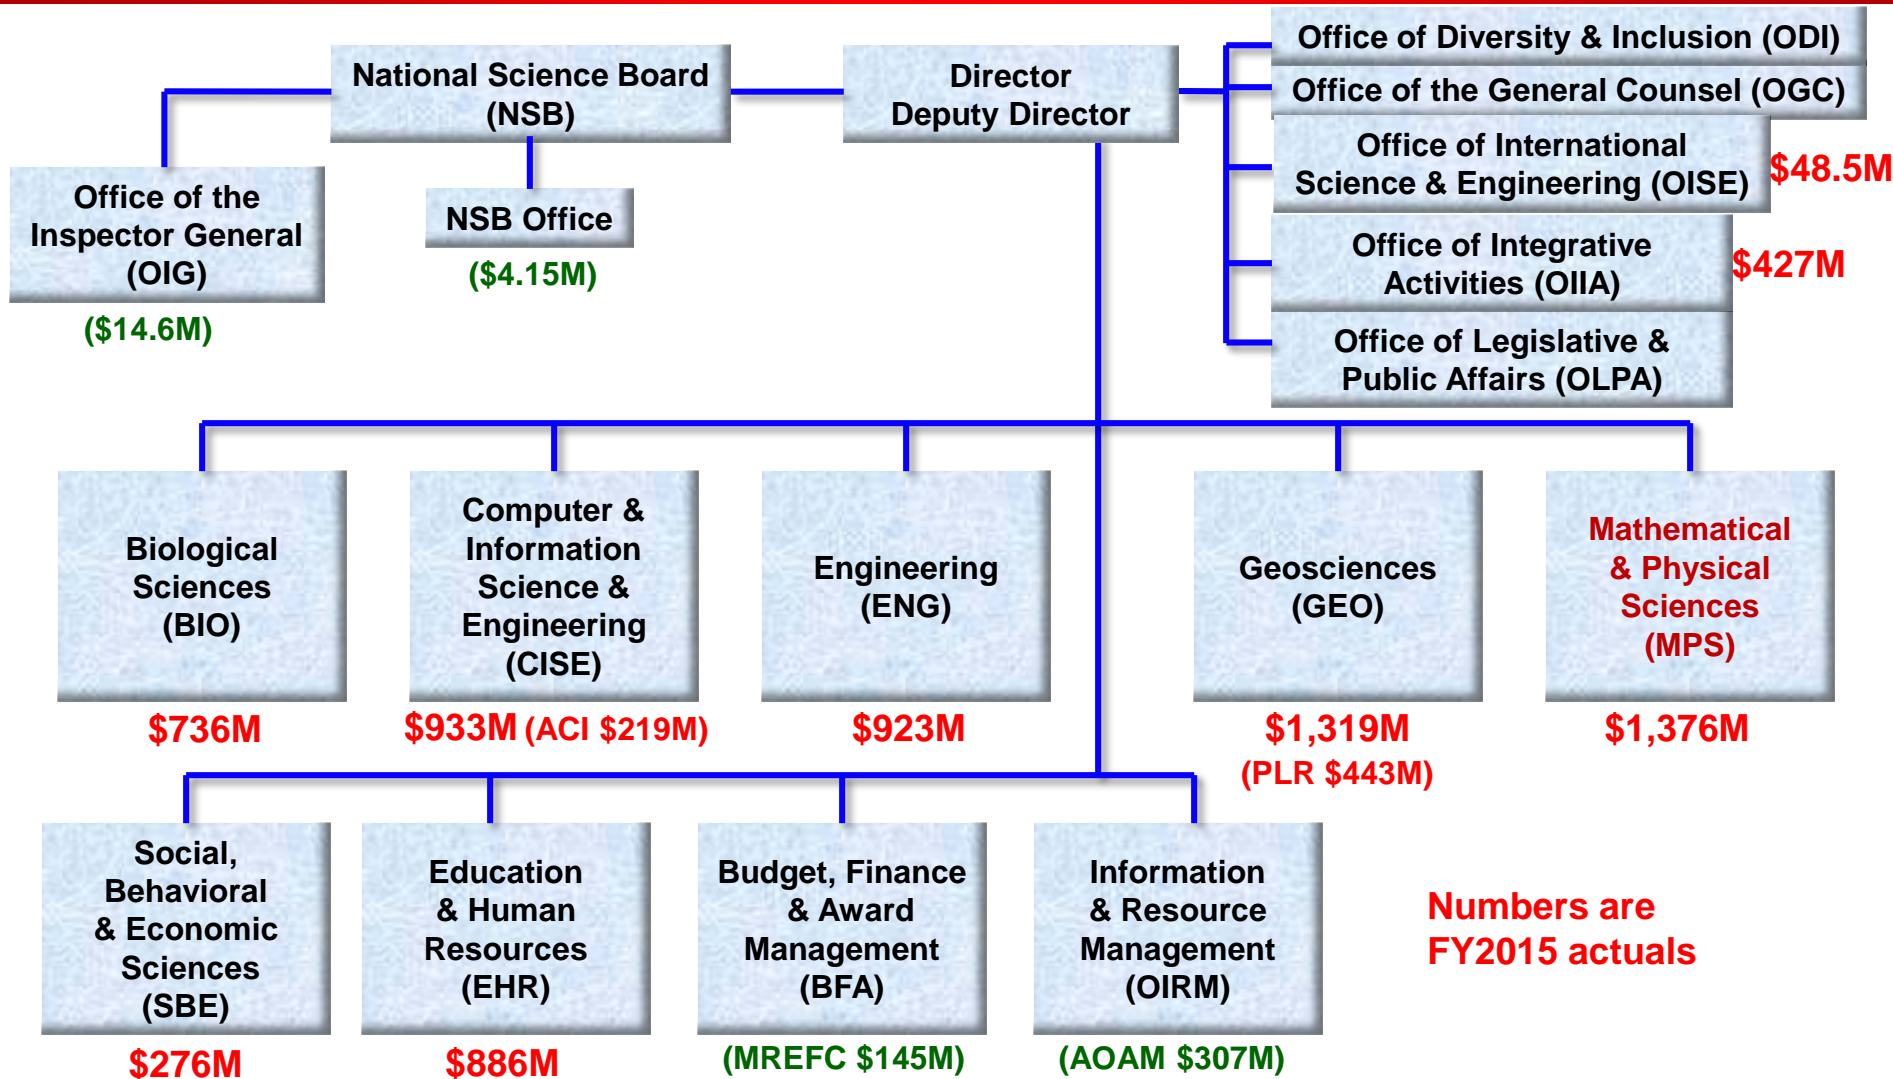 National Science Board
(NSB)
Director
Deputy Director
Office of Diversity & Inclusion (ODI)
Office of the General Counsel (OGC)
Office of International
Science & Engineering (OISE)
$48.5M
Office of Integrative
Activities (OIIA)
$427M
Office of Legislative &
Public Affairs (OLPA)
Office of the
Inspector General
(OIG)
($14.6M)
NSB Office
($4.15M)
Biological
Sciences
(BIO)
$736M
Computer &
Information
Science &
Engineering
(CISE)
$933M (ACI $219M)
Engineering
(ENG)
$923M
Geosciences
(GEO)
$1,319M
(PLR $443M)
Mathematical
& Physical
Sciences
(MPS)
$1,376M
Social,
Behavioral
& Economic
Sciences
(SBE)
$276M
Education
& Human
Resources
(EHR)
$886M
Budget, Finance
& Award
Management
(BFA)
(MREFC $145M)
Information
& Resource
Management
(OIRM)
(AOAM $307M)
Numbers are
FY2015 actuals